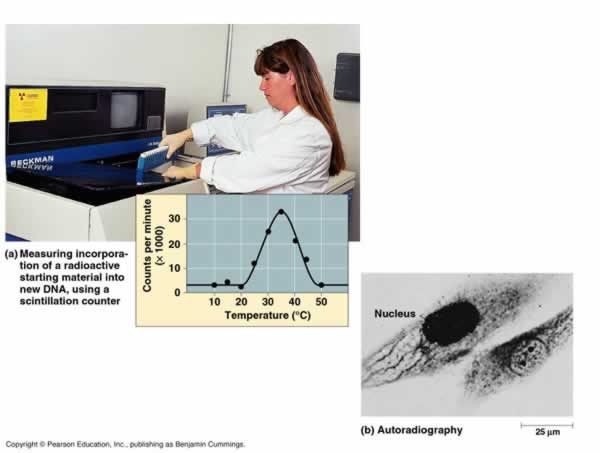 BECKMAN
(a) Measuring incorpora-
tion of a radioactive
starting material into
new DNA, using a
scintillation counter
Counts per minute
(× 1000)
30
20
10
0
10 20 30 40 50
Temperature (°C)
Nucleus
(b) Autoradiography
25 μm
Copyright © Pearson Education, Inc., publishing as Benjamin Cummings.